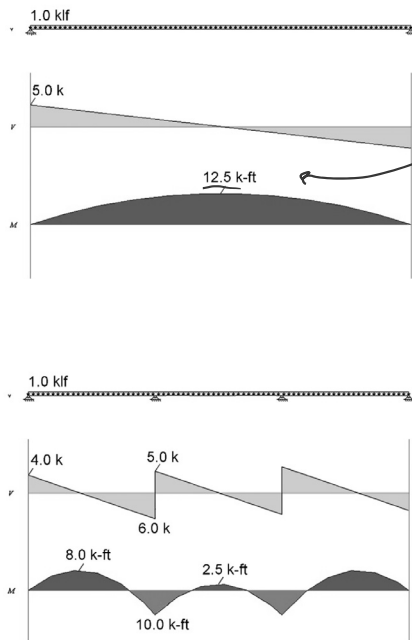 1.0 klf
5.0 k
V
12.5 k-ft
M
1.0 klf
4.0 k
5.0 k
V
6.0 k
8.0 k-ft
2.5 k-ft
M
10.0 k-ft